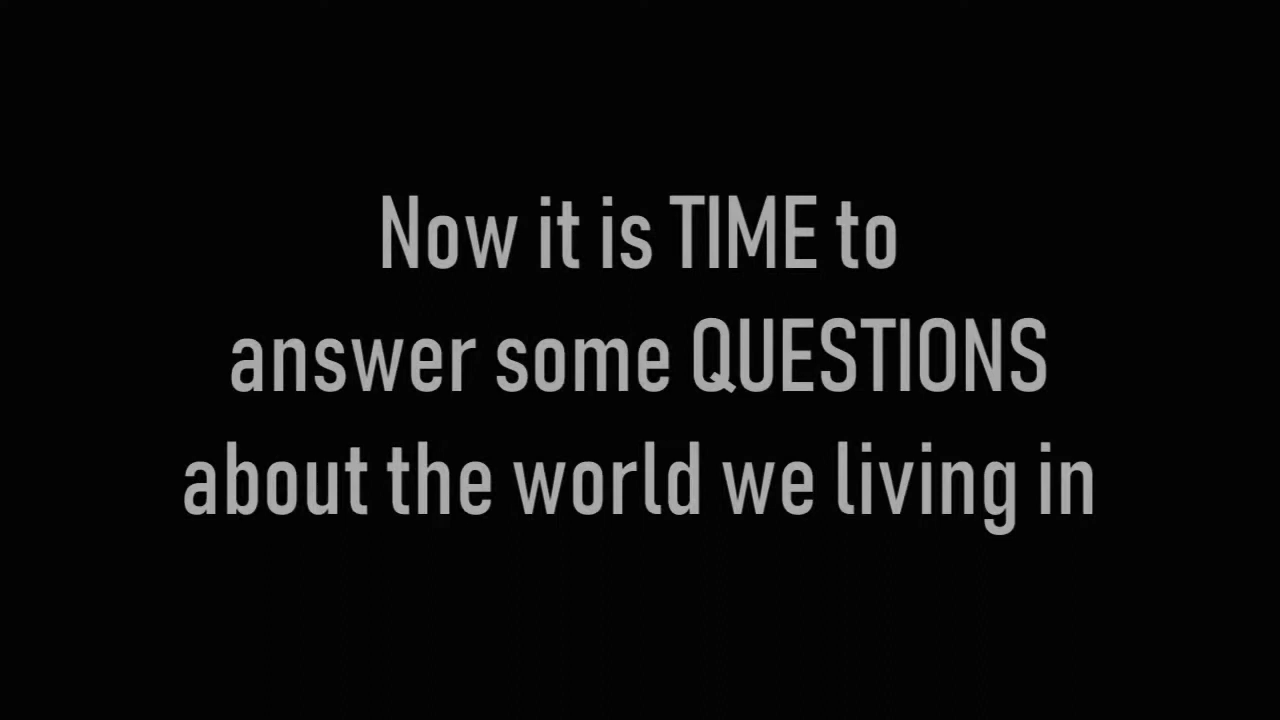 Now it is TIME to
answer some QUESTIONS
about the world we living in